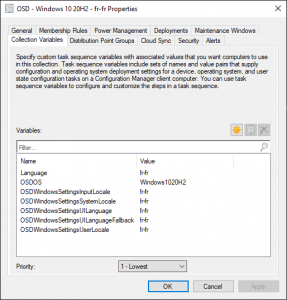 OSD - Windows 10 20H2 - fr-fr Properties
General Membership Rules Power Management Deployments Maintenance Windows
Collection Variables Distribution Point Groups Cloud Sync Security Alerts
Specify custom task sequence variables with associated values that you want computers to use
in this collection. Task sequence variables include sets of name and value pairs that supply
configuration and operating system deployment settings for a device, operating system, and user
state configuration tasks on a Configuration Manager client computer. You can use task
sequence variables to configure and customize the steps in a task sequence.
Variables:
Filter...
Name Value
Language fr-fr
OSDOS Windows1020H2
OSDWindowsSettingsInputLocale fr-fr
OSDWindowsSettingsSystemLocale fr-fr
OSDWindowsSettingsUILanguage fr-fr
OSDWindowsSettingsUILanguageFallback fr-fr
OSDWindowsSettingsUserLocale fr-fr
Priority: 1 - Lowest
OK Cancel Apply